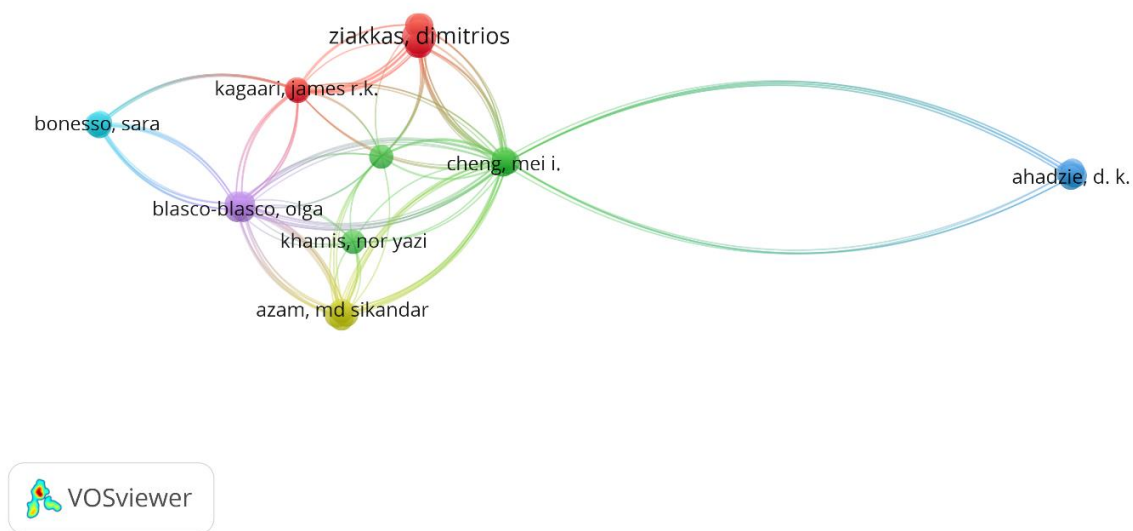 ziakkas, dimitrios
kagaari, james r.k.
bonesso, sara
cheng, mei i.
ahadzie, d. k.
blasco-blasco, olga
khamis, nor yazi
azam, md sikandar
VOSviewer